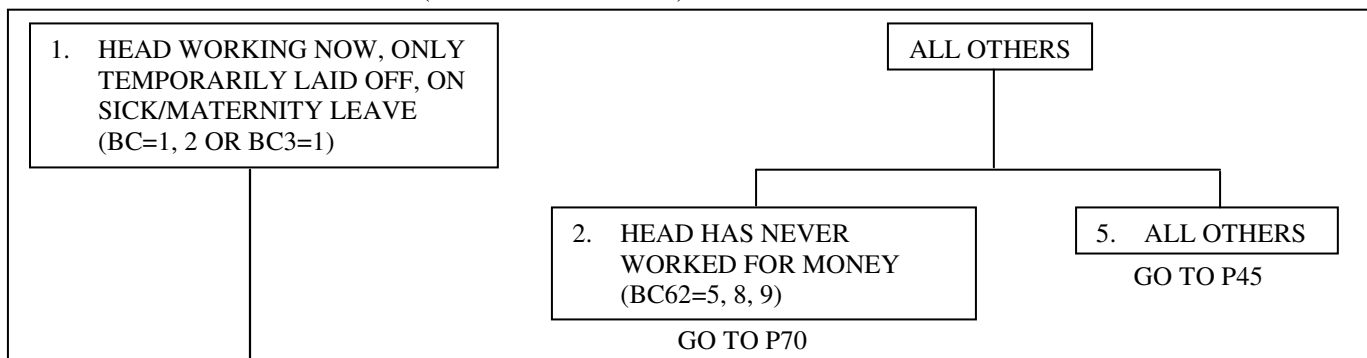 1. HEAD WORKING NOW, ONLY
TEMPORARILY LAID OFF, ON
SICK/MATERNITY LEAVE
(BC=1, 2 OR BC3=1)
ALL OTHERS
2. HEAD HAS NEVER
WORKED FOR MONEY
(BC62=5, 8, 9)
GO TO P70
5. ALL OTHERS
GO TO P45